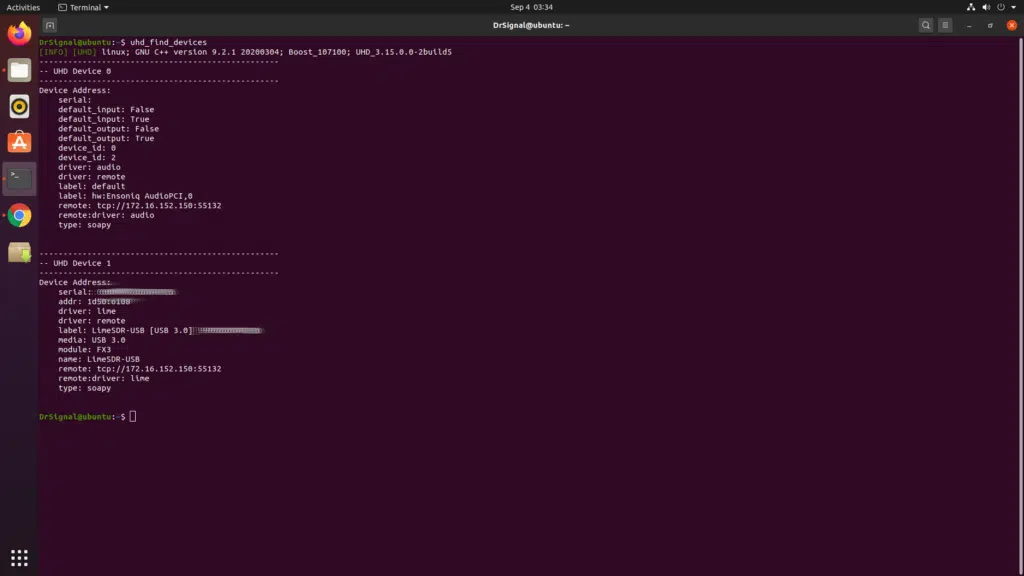 Activities
Terminal
Sep 4 03:34
DrSignal@ubuntu: ~
DrSignal@ubuntu:~$ uhd_find_devices
[INFO] [UHD] linux; GNU C++ version 9.2.1 20200304; Boost_107100; UHD_3.15.0.0-2build5
--------------------------------------------------
-- UHD Device 0
--------------------------------------------------
Device Address:
    serial:
    default_input: False
    default_input: True
    default_output: False
    default_output: True
    device_id: 0
    device_id: 2
    driver: audio
    driver: remote
    label: default
    label: hw:Ensoniq AudioPCI,0
    remote: tcp://172.16.152.150:55132
    remote:driver: audio
    type: soapy
--------------------------------------------------
-- UHD Device 1
--------------------------------------------------
Device Address:
    serial:
    addr: 1d50:6108
    driver: lime
    driver: remote
    label: LimeSDR-USB [USB 3.0]
    media: USB 3.0
    module: FX3
    name: LimeSDR-USB
    remote: tcp://172.16.152.150:55132
    remote:driver: lime
    type: soapy
DrSignal@ubuntu:~$